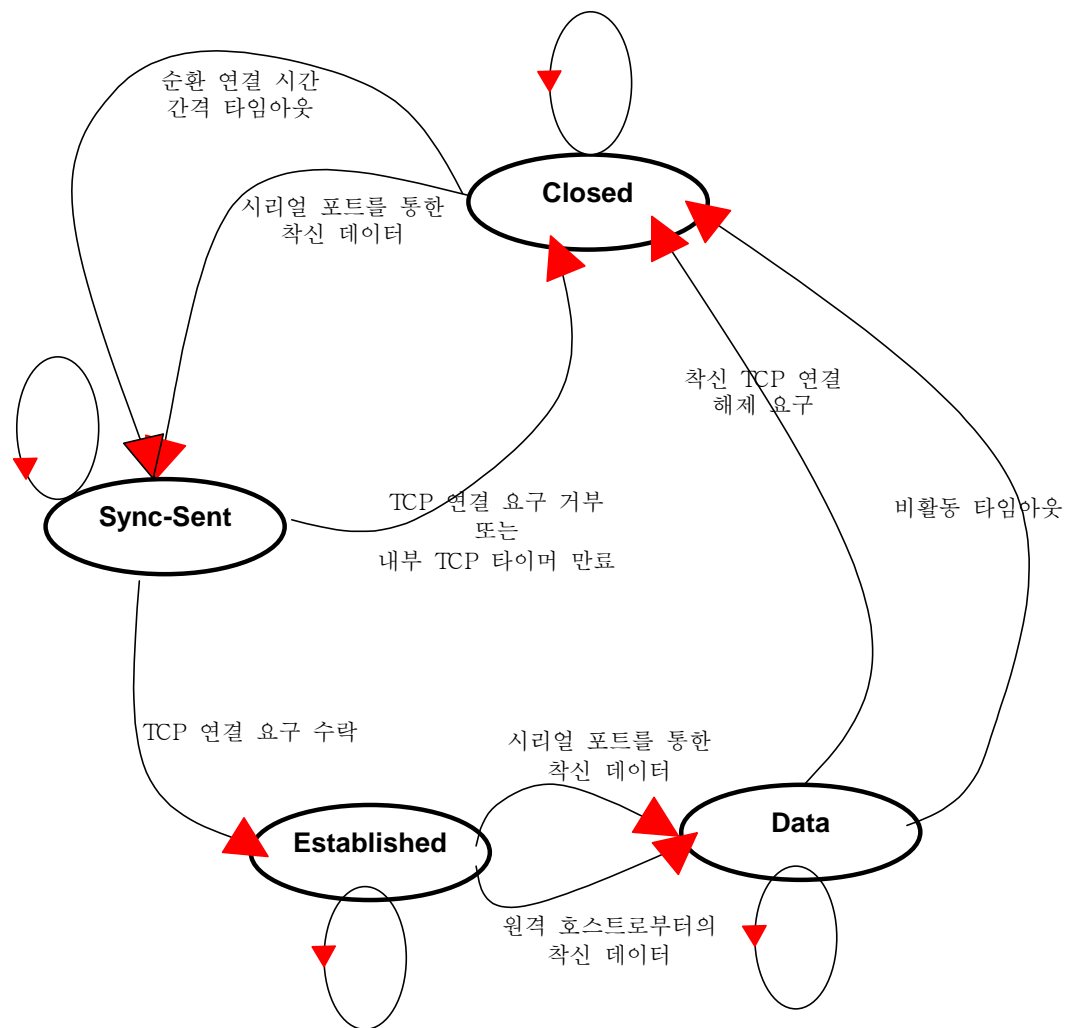 순환 연결 시간
간격 타임아웃
Closed
시리얼 포트를 통한
착신 데이터
착신 TCP 연결
해제 요구
Sync-Sent
TCP 연결 요구 거부
또는
내부 TCP 타이머 만료
비활동 타임아웃
TCP 연결 요구 수락
시리얼 포트를 통한
착신 데이터
Established
Data
원격 호스트로부터의
착신 데이터